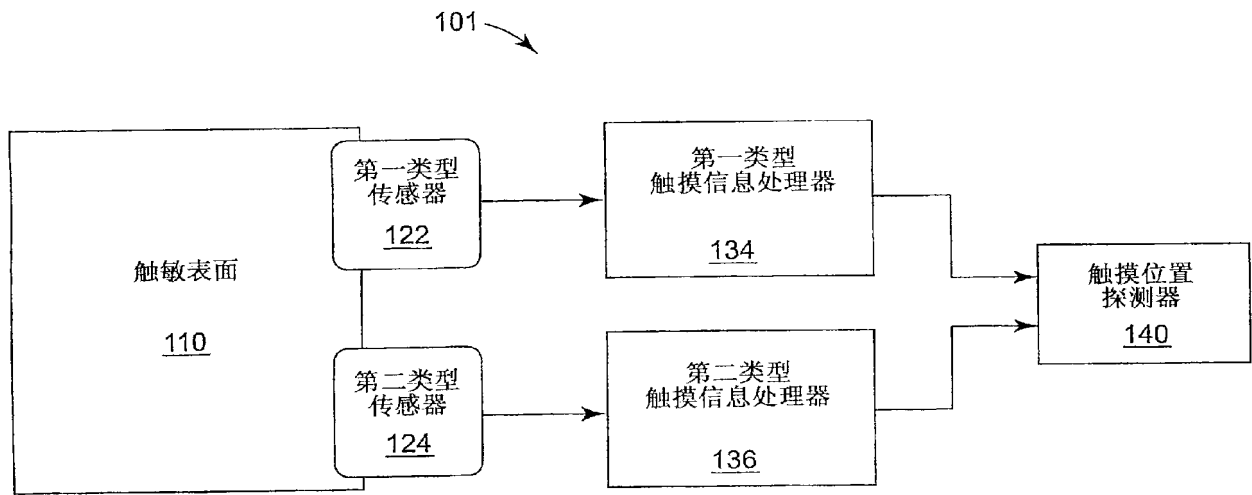 101
触敏表面
110
第一类型
传感器
122
第二类型
传感器
124
第一类型
触摸信息处理器
134
第二类型
触摸信息处理器
136
触摸位置
探测器
140